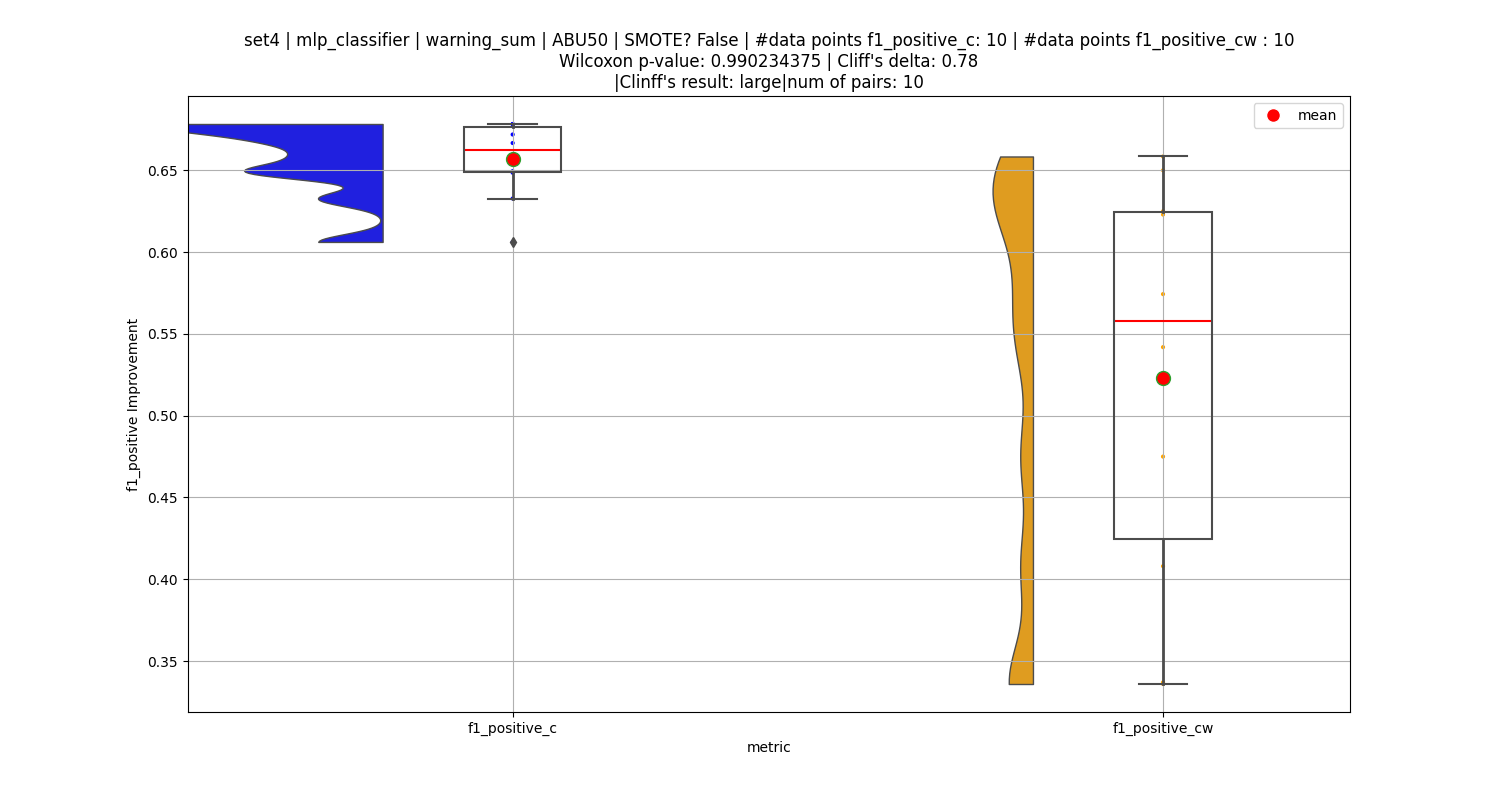 set4 | mlp_classifier | warning_sum | ABU50 | SMOTE? False | #data points f1_positive_c: 10 | #data points f1_positive_cw : 10
Wilcoxon p-value: 0.990234375 | Cliff's delta: 0.78
|Clinff's result: large|num of pairs: 10
mean
0.65
0.60
0.55
0.50
0.45
0.40
0.35
f1_positive Improvement
f1_positive_c
f1_positive_cw
metric